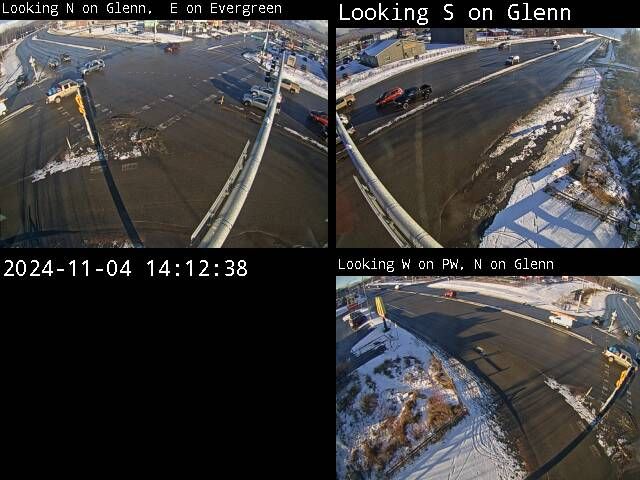 Looking N on Glenn,  E on Evergreen
Looking S on Glenn
2024-11-04 14:12:38
Looking W on PW, N on Glenn